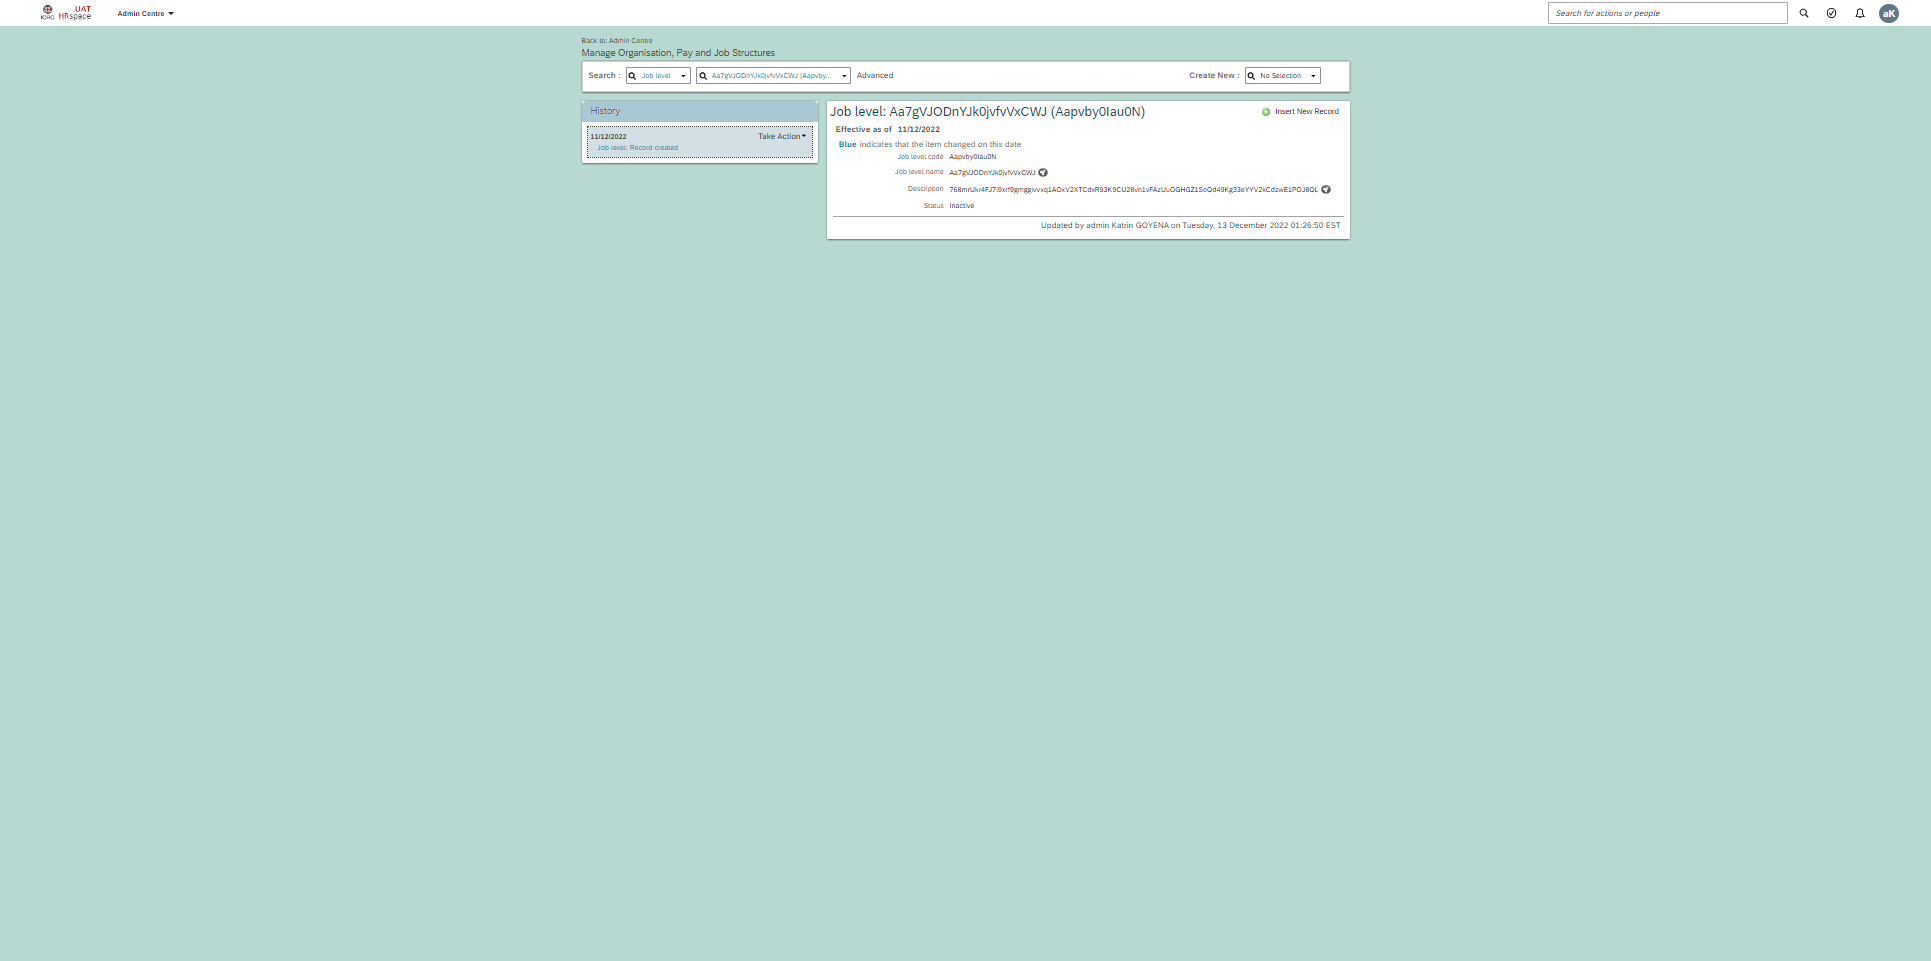 ICRC
UAT
HRspace
Admin Centre
Search for actions or people
aK
Back to: Admin Centre
Manage Organisation, Pay and Job Structures
Search :
Job level
Aa7gVJODnYJk0jvfvVxCWJ (Aapvby...
Advanced
Create New :
No Selection
History
11/12/2022
Take Action
Job level: Record created
Job level: Aa7gVJODnYJk0jvfvVxCWJ (Aapvby0Iau0N)
Insert New Record
Effective as of 11/12/2022
Blue indicates that the item changed on this date
Job level code Aapvby0Iau0N
Job level name Aa7gVJODnYJk0jvfvVxCWJ
Description
Status Inactive
Updated by admin Katrin GOYENA on Tuesday, 13 December 2022 01:26:50 EST